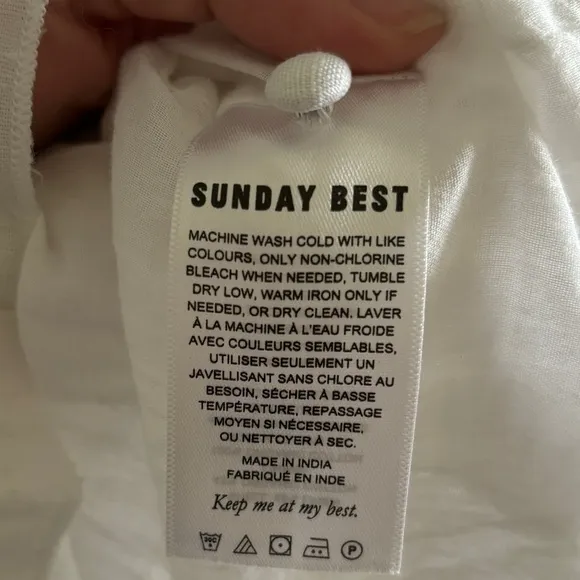 SUNDAY BEST
MACHINE WASH COLD WITH LIKE
COLOURS, ONLY NON-CHLORINE
BLEACH WHEN NEEDED, TUMBLE
DRY LOW, WARM IRON ONLY IF
NEEDED, OR DRY CLEAN. LAVER
À LA MACHINE À L'EAU FROIDE
AVEC COULEURS SEMBLABLES,
UTILISER SEULEMENT UN
JAVELLISANT SANS CHLORE AU
BESOIN, SÉCHER À BASSE
TEMPÉRATURE, REPASSAGE
MOYEN SI NÉCESSAIRE,
OU NETTOYER À SEC.
MADE IN INDIA
FABRIQUÉ EN INDE
Keep me at my best.
30C P